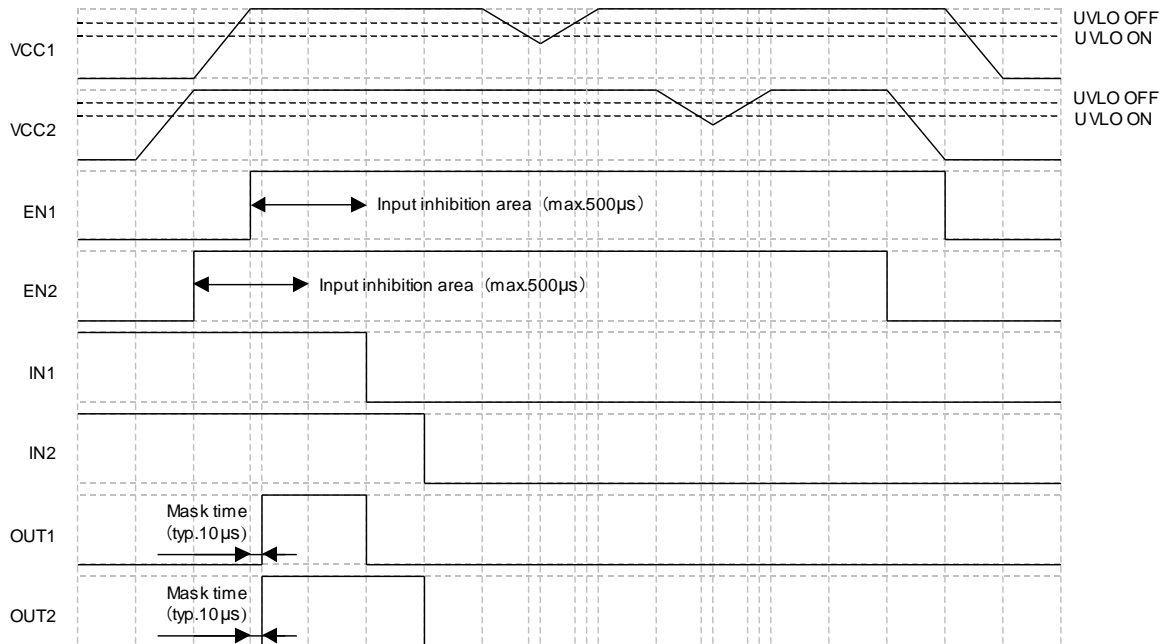 VCC1
UVLO OFF
UVLO ON
VCC2
UVLO OFF
UVLO ON
EN1
Input inhibition area (max.500μs)
EN2
Input inhibition area (max.500μs)
IN1
IN2
OUT1
Mask time
(typ.10μs)
OUT2
Mask time
(typ.10μs)